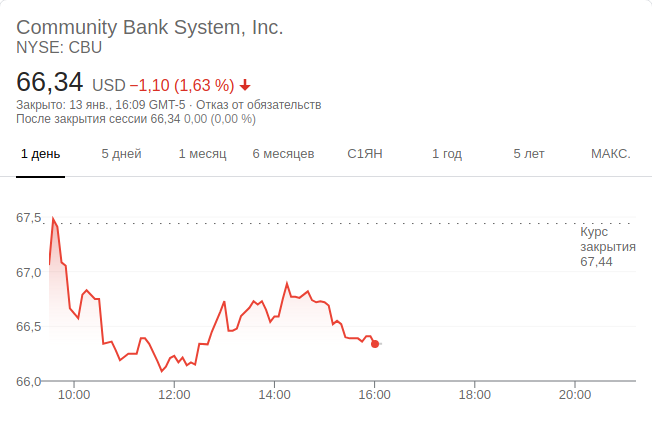 Community Bank System, Inc.
NYSE: CBU
66,34 USD −1,10 (1,63 %)
Закрыто: 13 янв., 16:09 GMT-5 · Отказ от обязательств
После закрытия сессии 66,34 0,00 (0,00 %)
1 день 5 дней 1 месяц 6 месяцев С1ЯН 1 год 5 лет МАКС.
67,5
Курс
закрытия
67,44
67,0
66,5
66,0
10:00 12:00 14:00 16:00 18:00 20:00